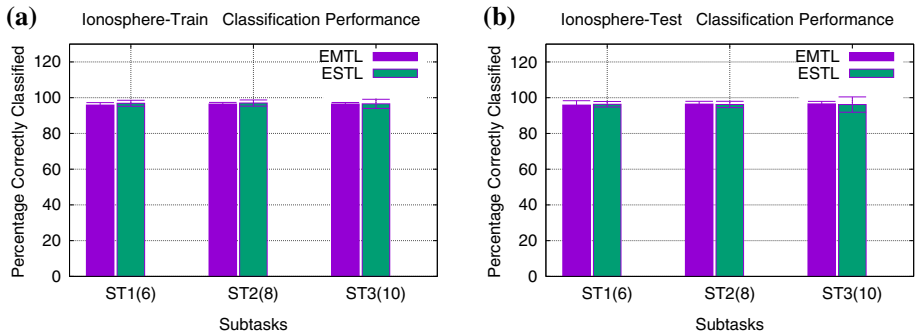 (a)
Ionosphere-Train Classification Performance
Percentage Correctly Classified
120
100
80
60
40
20
0
EMTL
ESTL
ST1(6) ST2(8) ST3(10)
Subtasks
(b)
Ionosphere-Test Classification Performance
Percentage Correctly Classified
120
100
80
60
40
20
0
EMTL
ESTL
ST1(6) ST2(8) ST3(10)
Subtasks